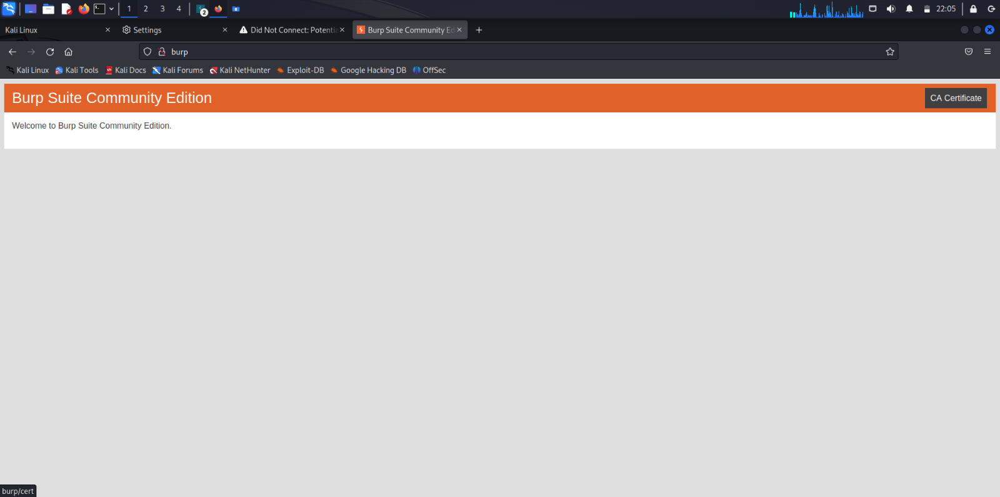 1 2 3 4 2 22:05
Kali Linux Settings Did Not Connect: Potentia Burp Suite Community Ed
burp
Kali Linux Kali Tools Kali Docs Kali Forums Kali NetHunter Exploit-DB Google Hacking DB OffSec
Burp Suite Community Edition CA Certificate
Welcome to Burp Suite Community Edition.
burp/cert